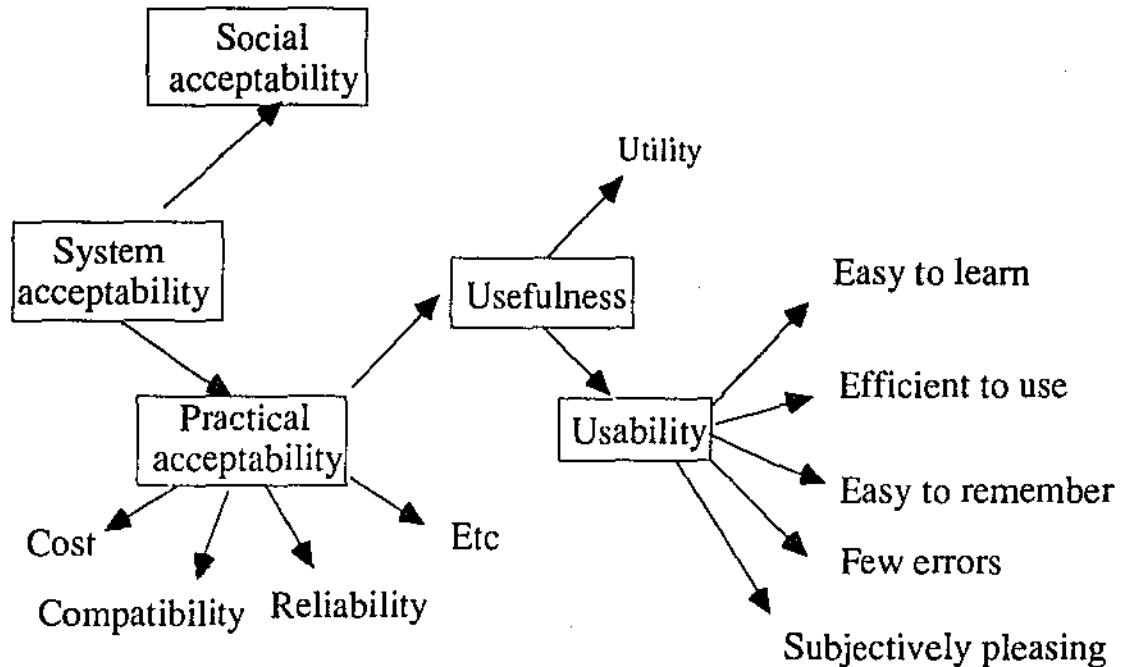 Social
acceptability
Utility
System
acceptability
Usefulness
Easy to learn
Efficient to use
Practical
acceptability
Usability
Easy to remember
Cost
Etc
Few errors
Compatibility
Reliability
Subjectively pleasing